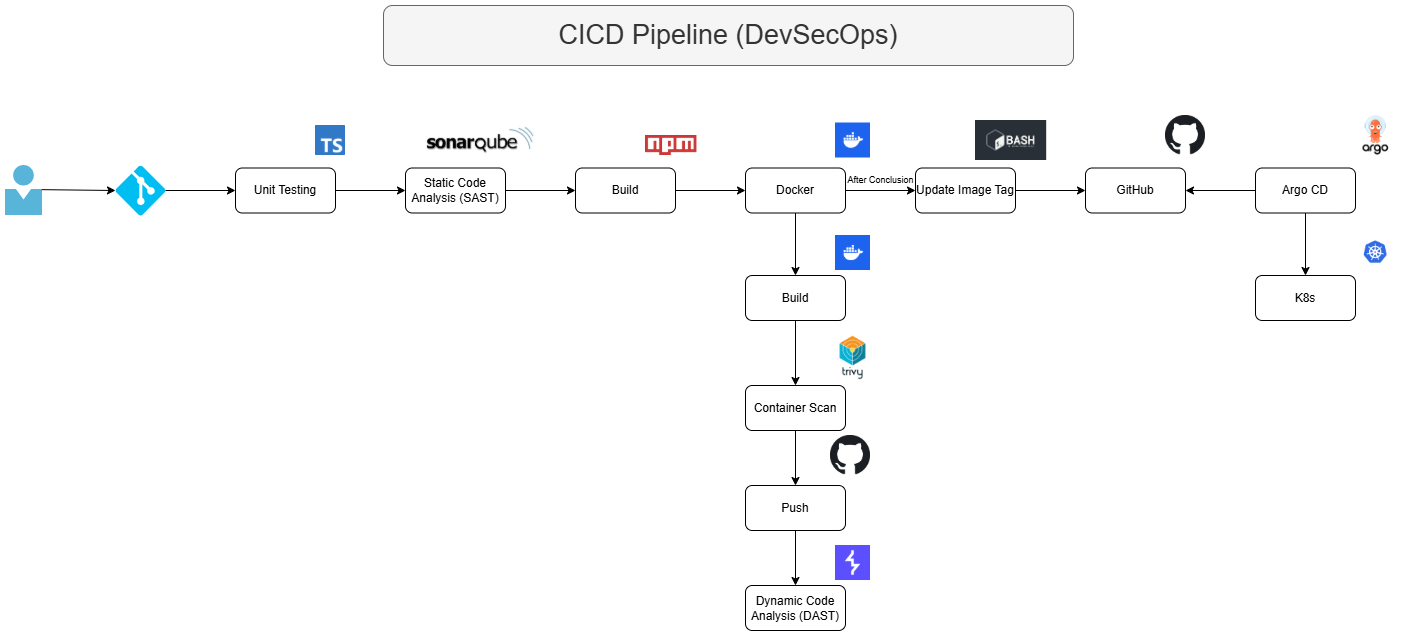 CICD Pipeline (DevSecOps)
TS
sonarqube
npm
BASH
argo
Unit Testing
Static Code
Analysis (SAST)
Build
Docker
After Conclusion
Update Image Tag
GitHub
Argo CD
Build
K8s
trivy
Container Scan
Push
Dynamic Code
Analysis (DAST)